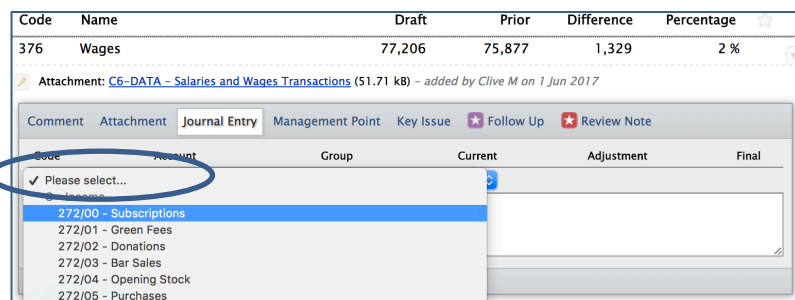 Code Name Draft Prior Difference Percentage
376 Wages 77,206 75,877 1,329 2 %
Attachment: C6-DATA – Salaries and Wages Transactions (51.71 kB) – added by Clive M on 1 Jun 2017
Comment Attachment Journal Entry Management Point Key Issue Follow Up Review Note
Code Account Group Current Adjustment Final
✓ Please select...
Income
272/00 - Subscriptions
272/01 - Green Fees
272/02 - Donations
272/03 - Bar Sales
272/04 - Opening Stock
272/05 - Purchases